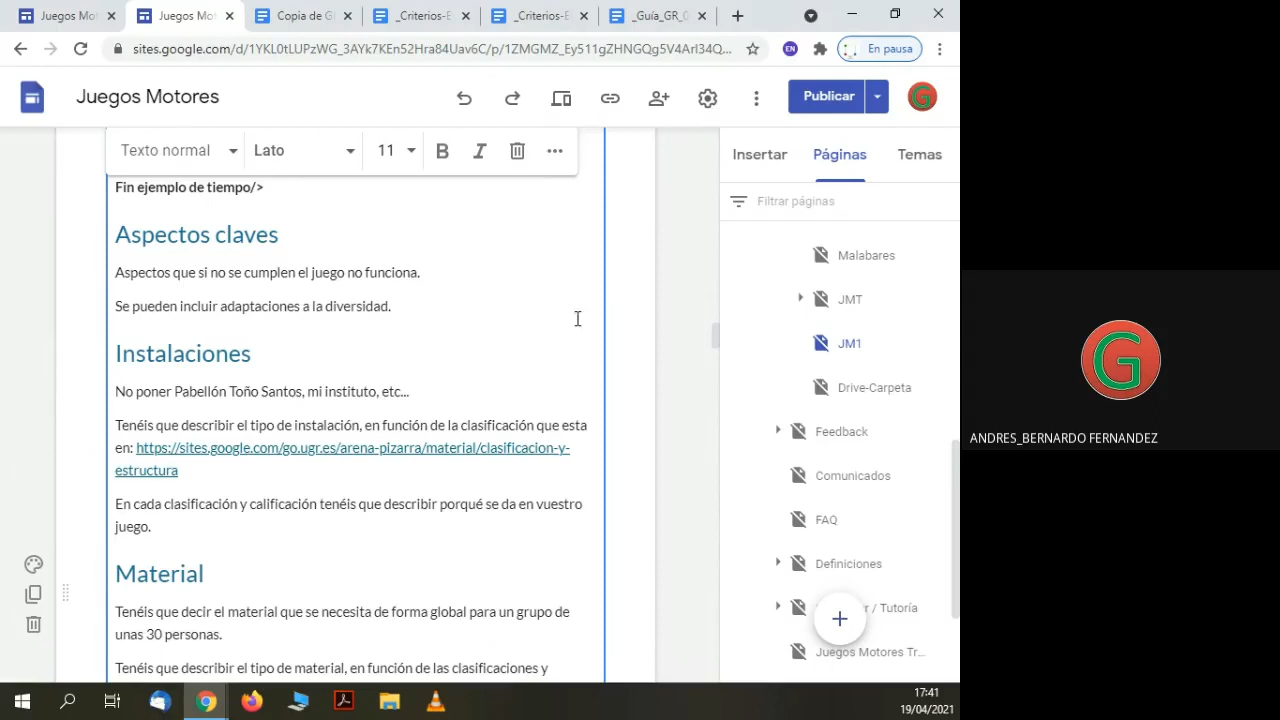 Juegos Mot
Juegos Mot
Copia de G
_Criterios-E
_Criterios-E
_Guía_GR_0
sites.google.com/d/1YKL0tLUPzWG_3AYk7KEn52Hra84Uav6C/p/1ZMGMZ_Ey511gZHNGQg5V4Arl34Q...
EN
En pausa
Juegos Motores
Publicar
G
Texto normal
Lato
11
B
I
Insertar
Páginas
Temas
Filtrar páginas
Fin ejemplo de tiempo/>
Aspectos claves
Aspectos que si no se cumplen el juego no funciona.
Se pueden incluir adaptaciones a la diversidad.
Instalaciones
No poner Pabellón Toño Santos, mi instituto, etc...
Tenéis que describir el tipo de instalación, en función de la clasificación que esta
en: https://sites.google.com/go.ugr.es/arena-pizarra/material/clasificacion-y-
estructura
En cada clasificación y calificación tenéis que describir porqué se da en vuestro
juego.
Material
Tenéis que decir el material que se necesita de forma global para un grupo de
unas 30 personas.
Tenéis que describir el tipo de material, en función de las clasificaciones y
Malabares
JMT
JM1
Drive-Carpeta
Feedback
Comunicados
FAQ
Definiciones
r / Tutoría
Juegos Motores Tr...
G
ANDRES_BERNARDO FERNANDEZ
17:41
19/04/2021